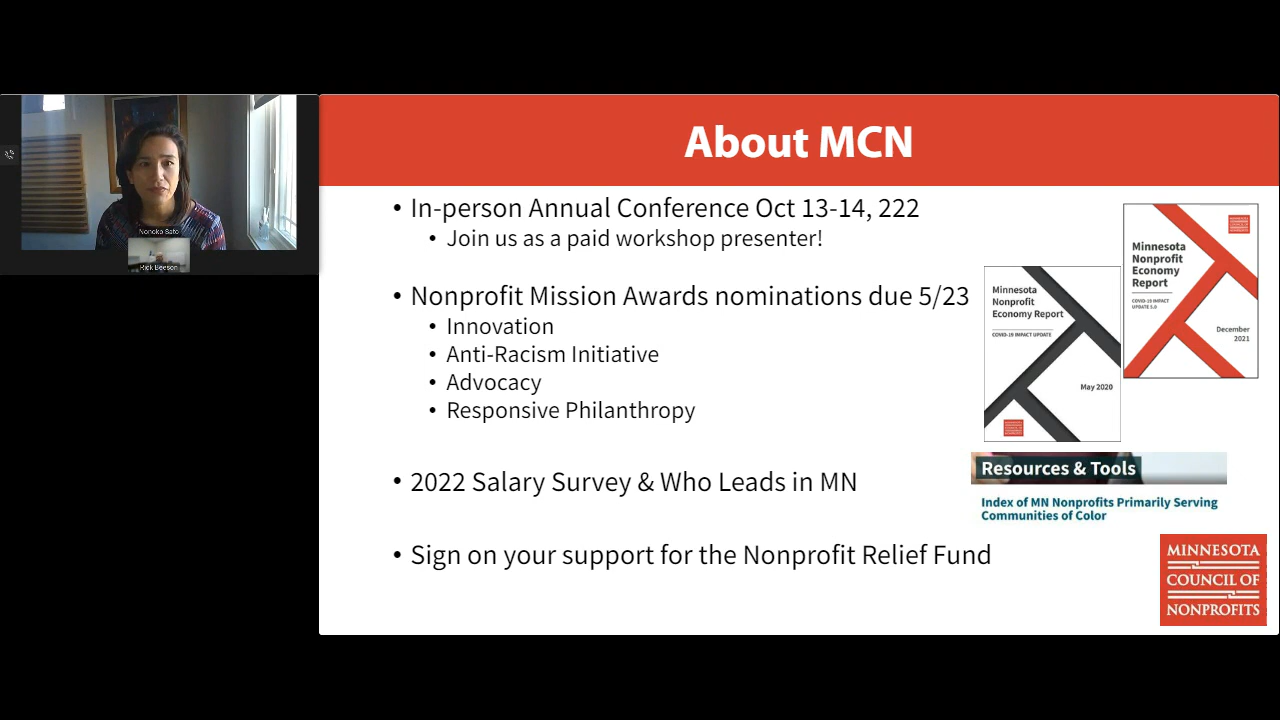 About MCN
• In-person Annual Conference Oct 13-14, 222
• Join us as a paid workshop presenter!
• Nonprofit Mission Awards nominations due 5/23
• Innovation
• Anti-Racism Initiative
• Advocacy
• Responsive Philanthropy
• 2022 Salary Survey & Who Leads in MN
• Sign on your support for the Nonprofit Relief Fund
Nonoko Sato
Rick Beeson
Minnesota
Nonprofit
Economy Report
COVID-19 IMPACT UPDATE
May 2020
Minnesota
Nonprofit
Economy
Report
COVID-19 IMPACT
UPDATE 5.0
December
2021
Resources & Tools
Index of MN Nonprofits Primarily Serving
Communities of Color
MINNESOTA
COUNCIL OF
NONPROFITS